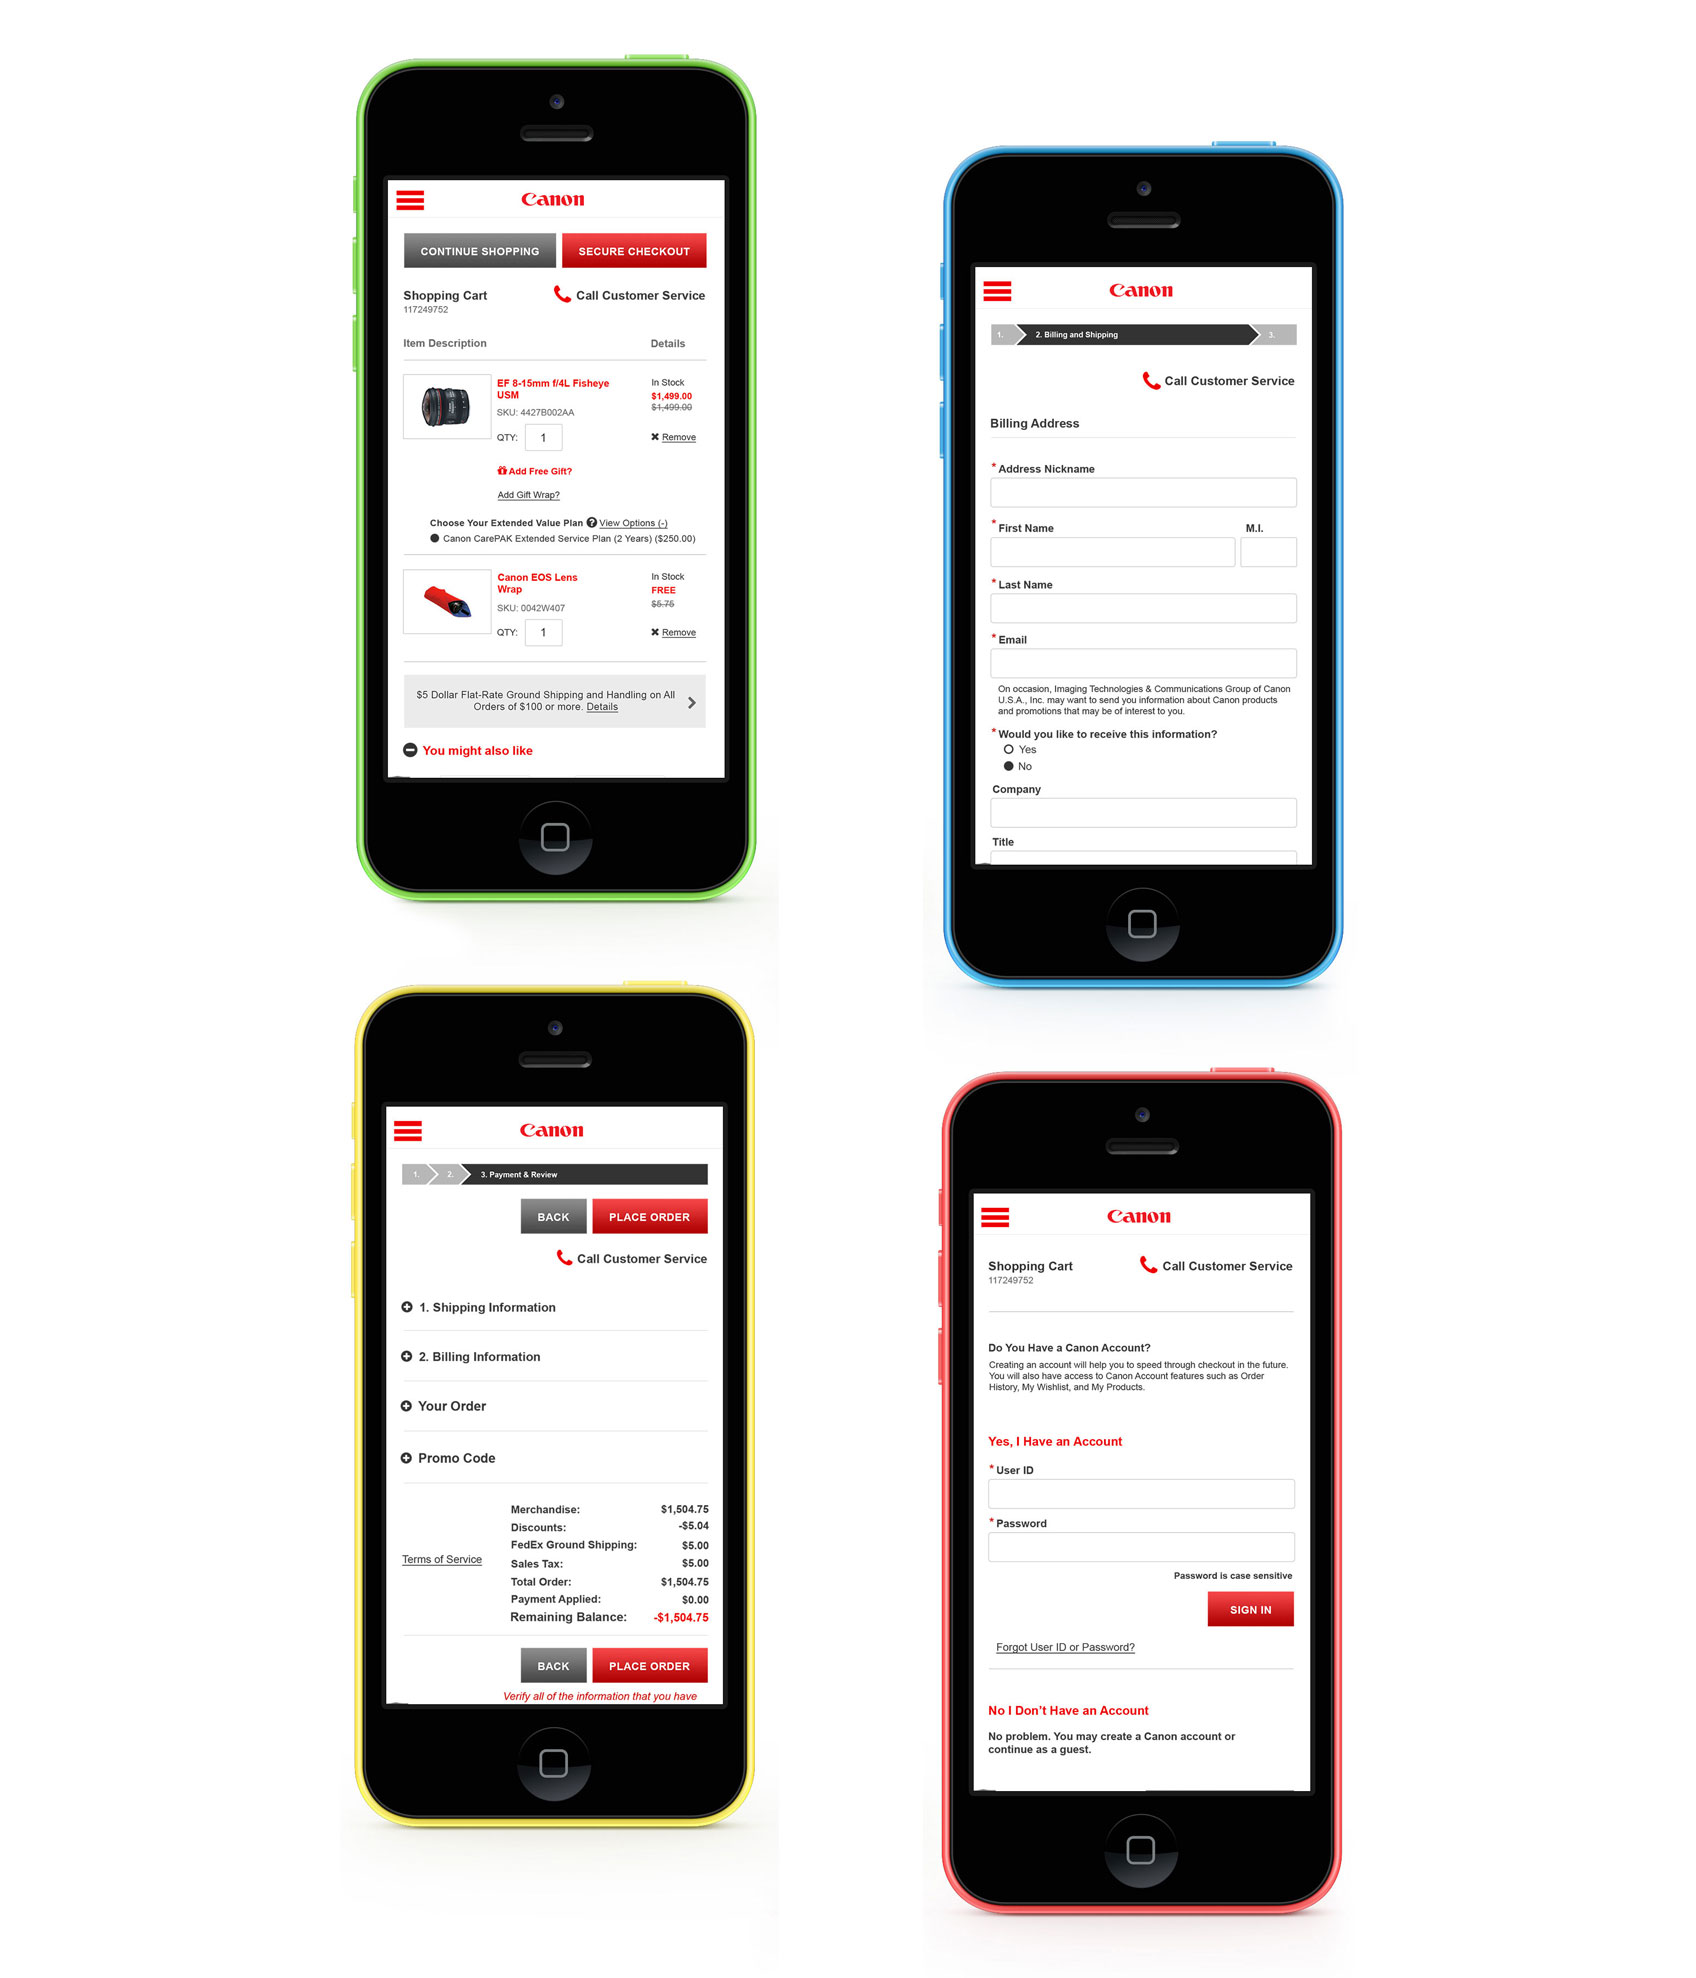 Canon
CONTINUE SHOPPING
SECURE CHECKOUT
Shopping Cart
117249752
Call Customer Service
Item Description
Details
EF 8-15mm f/4L Fisheye
USM
SKU: 4427B002AA
QTY: 1
In Stock
$1,499.00
$1,499.00
✖ Remove
Add Free Gift?
Add Gift Wrap?
Choose Your Extended Value Plan ? View Options (-)
Canon CarePAK Extended Service Plan (2 Years) ($250.00)
Canon EOS Lens
Wrap
SKU: 0042W407
QTY: 1
In Stock
FREE
$5.75
✖ Remove
$5 Dollar Flat-Rate Ground Shipping and Handling on All
Orders of $100 or more. Details
You might also like
Canon
1.
2. Billing and Shipping
3.
Call Customer Service
Billing Address
* Address Nickname
* First Name
M.I.
* Last Name
* Email
On occasion, Imaging Technologies & Communications Group of Canon
U.S.A., Inc. may want to send you information about Canon products
and promotions that may be of interest to you.
* Would you like to receive this information?
Yes
No
Company
Title
Canon
1.
2.
3. Payment & Review
BACK
PLACE ORDER
Call Customer Service
1. Shipping Information
2. Billing Information
Your Order
Promo Code
Terms of Service
Merchandise: $1,504.75
Discounts: -$5.04
FedEx Ground Shipping: $5.00
Sales Tax: $5.00
Total Order: $1,504.75
Payment Applied: $0.00
Remaining Balance: -$1,504.75
BACK
PLACE ORDER
Verify all of the information that you have
Canon
Shopping Cart
117249752
Call Customer Service
Do You Have a Canon Account?
Creating an account will help you to speed through checkout in the future.
You will also have access to Canon Account features such as Order
History, My Wishlist, and My Products.
Yes, I Have an Account
* User ID
* Password
Password is case sensitive
SIGN IN
Forgot User ID or Password?
No I Don't Have an Account
No problem. You may create a Canon account or
continue as a guest.